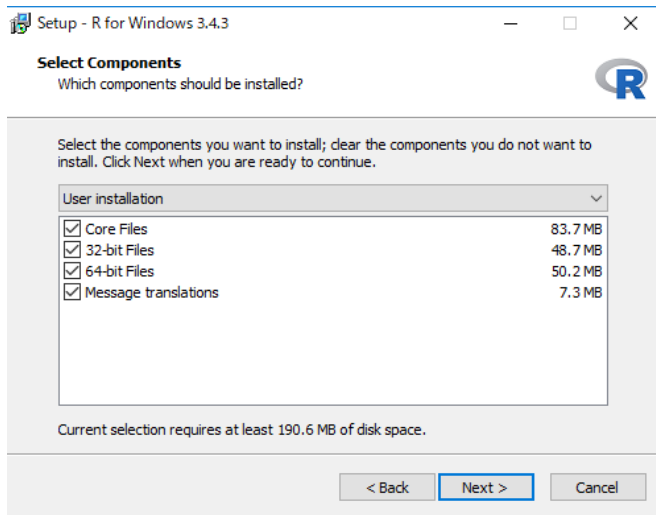 Setup - R for Windows 3.4.3
Select Components
Which components should be installed?
R
Select the components you want to install; clear the components you do not want to
install. Click Next when you are ready to continue.
User installation
Core Files 83.7 MB
32-bit Files 48.7 MB
64-bit Files 50.2 MB
Message translations 7.3 MB
Current selection requires at least 190.6 MB of disk space.
< Back Next > Cancel